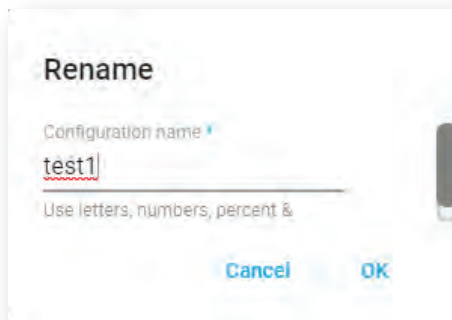 Rename
Configuration name *
test1
Use letters, numbers, percent &
Cancel OK